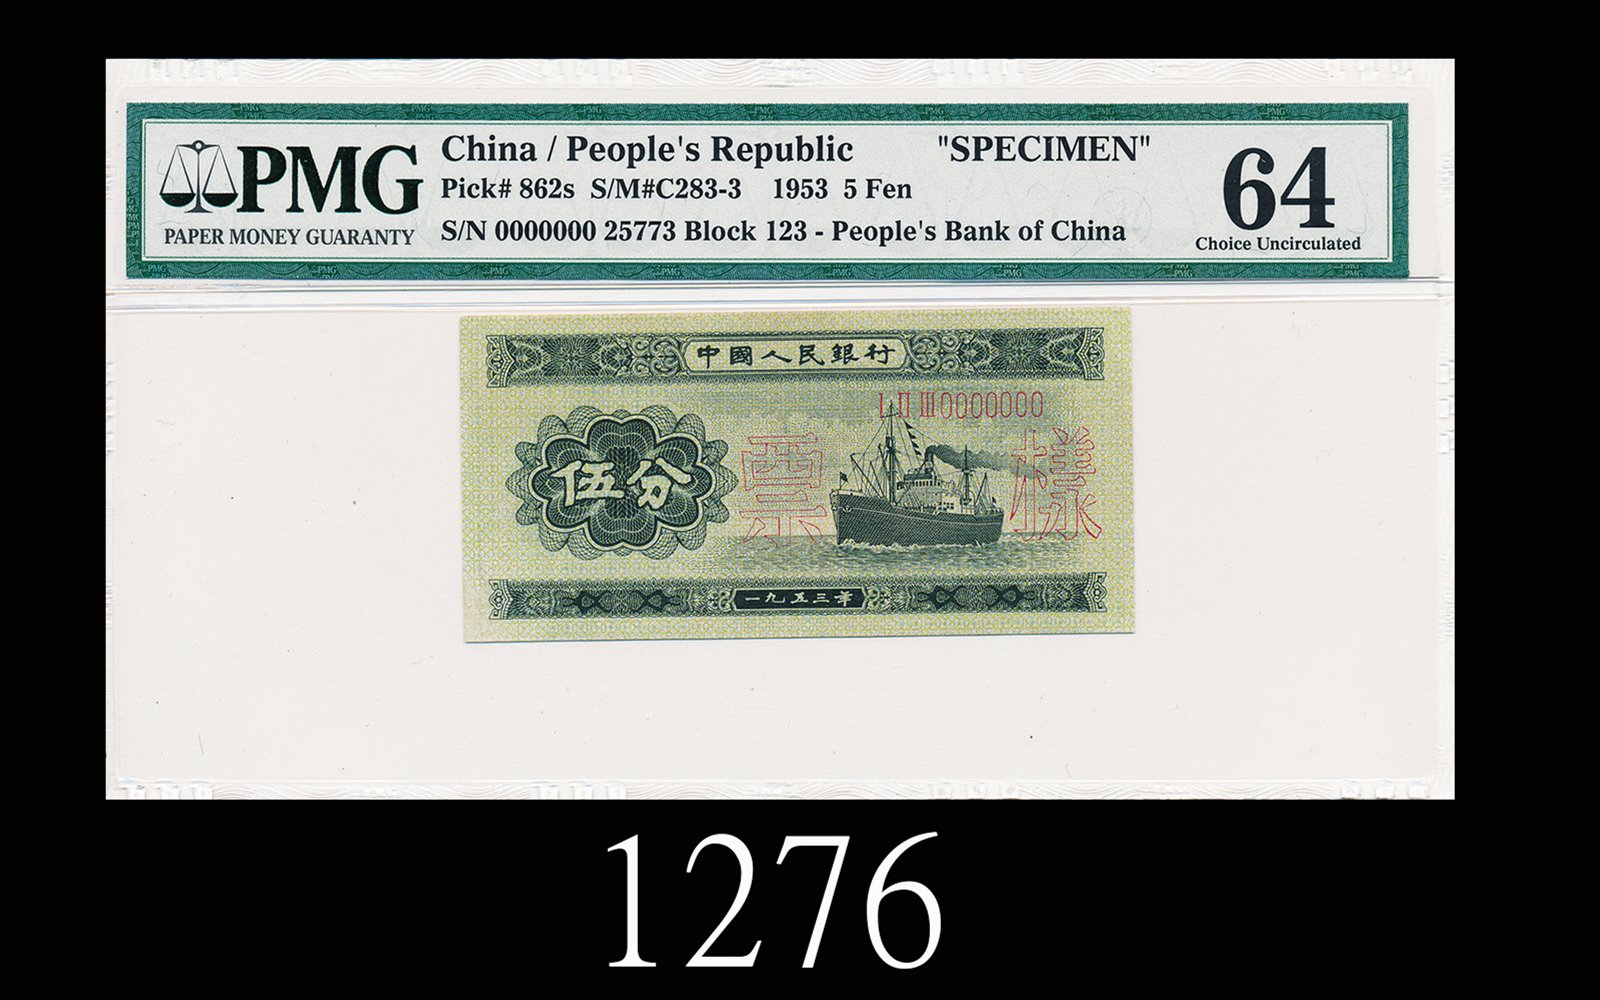 PMG
PAPER MONEY GUARANTY
China / People's Republic "SPECIMEN"
Pick# 862s S/M#C283-3 1953 5 Fen
S/N 0000000 25773 Block 123 - People's Bank of China
64
Choice Uncirculated
中國人民銀行
I II III 0000000
伍分
票樣
一九五三年
1276